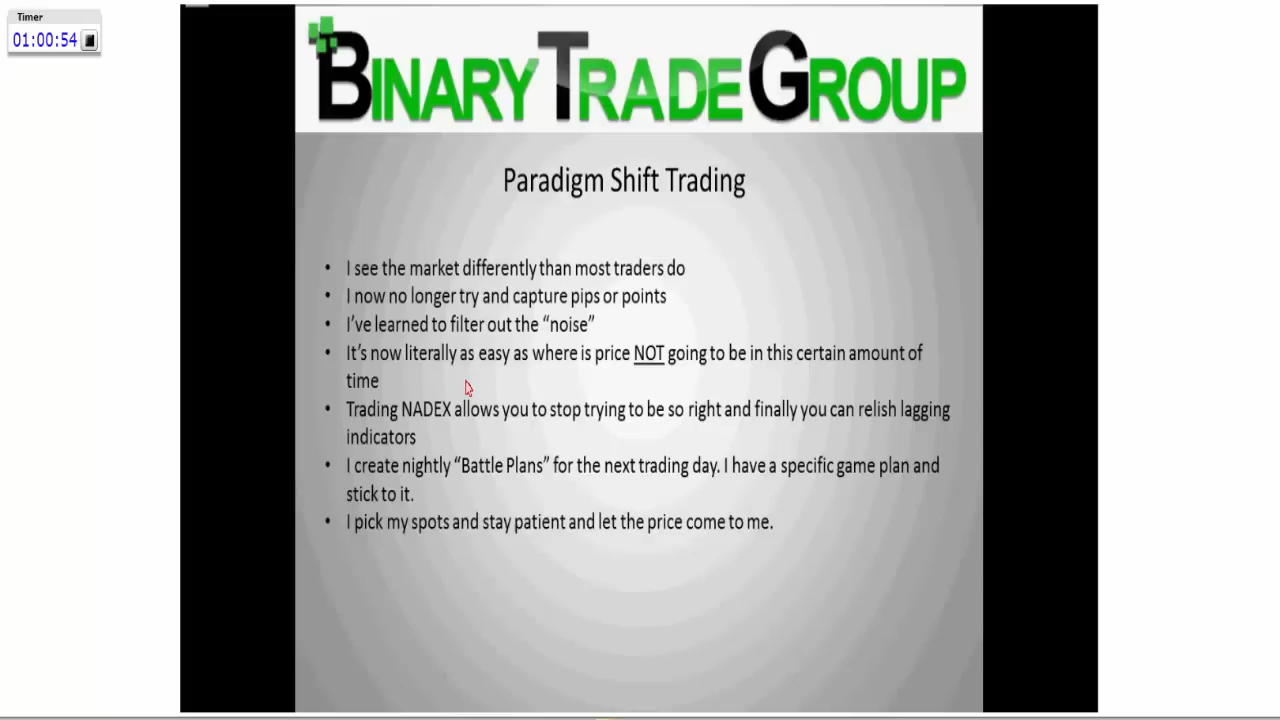 Timer
01:00:54
BINARY TRADE GROUP
Paradigm Shift Trading
• I see the market differently than most traders do
• I now no longer try and capture pips or points
• I've learned to filter out the “noise”
• It's now literally as easy as where is price NOT going to be in this certain amount of
time
• Trading NADEX allows you to stop trying to be so right and finally you can relish lagging
indicators
• I create nightly “Battle Plans” for the next trading day. I have a specific game plan and
stick to it.
• I pick my spots and stay patient and let the price come to me.